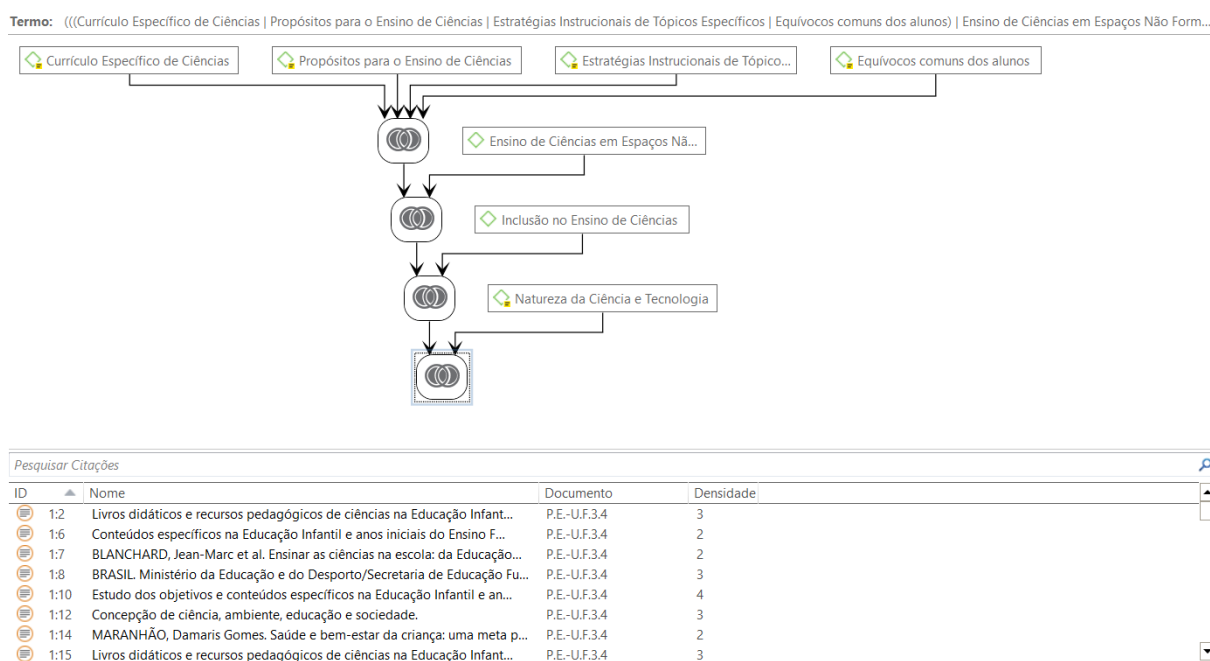 Termo: (((Currículo Específico de Ciências | Propósitos para o Ensino de Ciências | Estratégias Instrucionais de Tópicos Específicos | Equívocos comuns dos alunos) | Ensino de Ciências em Espaços Não Form...
Currículo Específico de Ciências
Propósitos para o Ensino de Ciências
Estratégias Instrucionais de Tópico...
Equívocos comuns dos alunos
Ensino de Ciências em Espaços Nã...
Inclusão no Ensino de Ciências
Natureza da Ciência e Tecnologia
Pesquisar Citações
ID Nome Documento Densidade
1:2 Livros didáticos e recursos pedagógicos de ciências na Educação Infant... P.E.-U.F.3.4 3
1:6 Conteúdos específicos na Educação Infantil e anos iniciais do Ensino F... P.E.-U.F.3.4 2
1:7 BLANCHARD, Jean-Marc et al. Ensinar as ciências na escola: da Educação... P.E.-U.F.3.4 2
1:8 BRASIL. Ministério da Educação e do Desporto/Secretaria de Educação Fu... P.E.-U.F.3.4 3
1:10 Estudo dos objetivos e conteúdos específicos na Educação Infantil e an... P.E.-U.F.3.4 4
1:12 Concepção de ciência, ambiente, educação e sociedade. P.E.-U.F.3.4 3
1:14 MARANHÃO, Damaris Gomes. Saúde e bem-estar da criança: uma meta p... P.E.-U.F.3.4 2
1:15 Livros didáticos e recursos pedagógicos de ciências na Educação Infant... P.E.-U.F.3.4 3